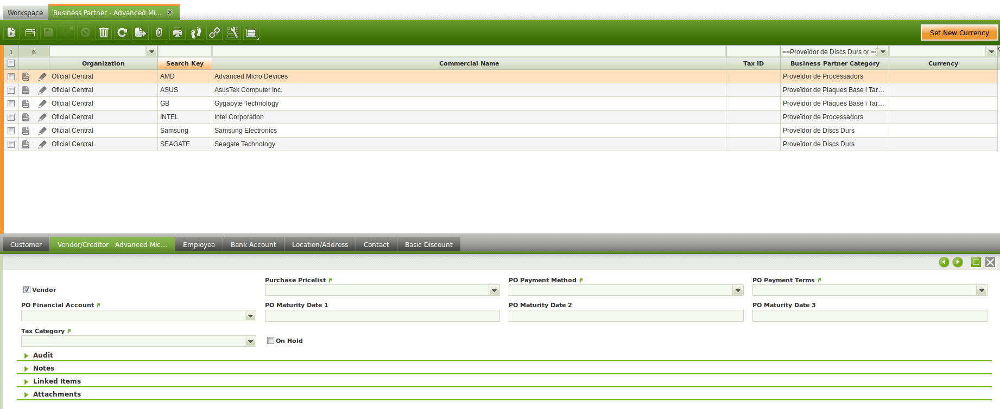 Workspace
Business Partner - Advanced Mi...
Set New Currency
1 6 ==Proveïdor de Discs Durs or =
Organization Search Key Commercial Name Tax ID Business Partner Category Currency
Oficial Central AMD Advanced Micro Devices Proveïdor de Processadors
Oficial Central ASUS AsusTek Computer Inc. Proveïdor de Plaques Base i Tar...
Oficial Central GB Gygabyte Technology Proveïdor de Plaques Base i Tar...
Oficial Central INTEL Intel Corporation Proveïdor de Processadors
Oficial Central Samsung Samsung Electronics Proveïdor de Discs Durs
Oficial Central SEAGATE Seagate Technology Proveïdor de Discs Durs
Customer Vendor/Creditor - Advanced Mic... Employee Bank Account Location/Address Contact Basic Discount
Vendor Purchase Pricelist PO Payment Method PO Payment Terms
PO Financial Account PO Maturity Date 1 PO Maturity Date 2 PO Maturity Date 3
Tax Category On Hold
Audit
Notes
Linked Items
Attachments